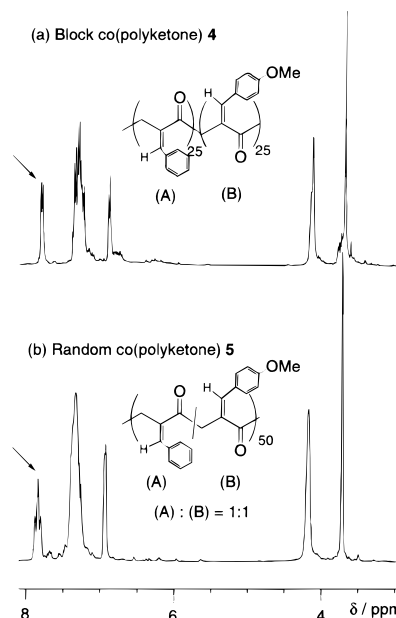 (a) Block co(polyketone) 4
OMe
H
O
H
25
O
25
(A)
(B)
(b) Random co(polyketone) 5
OMe
H
O
H
O
50
(A)
(B)
(A) : (B) = 1:1
8
6
4
δ / ppm